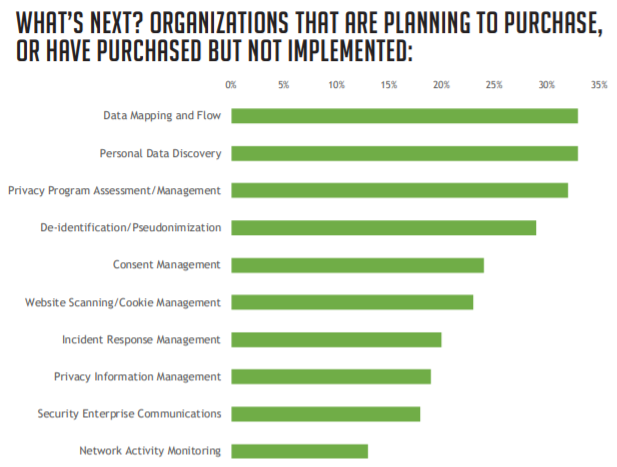 WHAT'S NEXT? ORGANIZATIONS THAT ARE PLANNING TO PURCHASE,
OR HAVE PURCHASED BUT NOT IMPLEMENTED:
0% 5% 10% 15% 20% 25% 30% 35%
Data Mapping and Flow
Personal Data Discovery
Privacy Program Assessment/Management
De-identification/Pseudonimization
Consent Management
Website Scanning/Cookie Management
Incident Response Management
Privacy Information Management
Security Enterprise Communications
Network Activity Monitoring